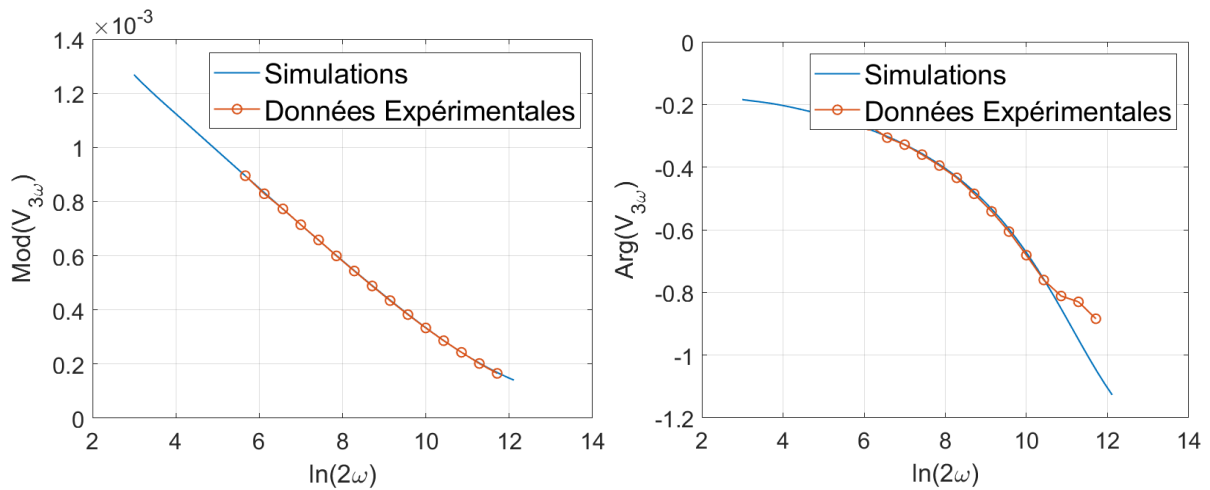 ×10⁻³
1.4
1.2
1
0.8
0.6
0.4
0.2
0
Mod(V₃ω)
2 4 6 8 10 12 14
ln(2ω)
Simulations
Données Expérimentales
0
-0.2
-0.4
-0.6
-0.8
-1
-1.2
Arg(V₃ω)
2 4 6 8 10 12 14
ln(2ω)
Simulations
Données Expérimentales